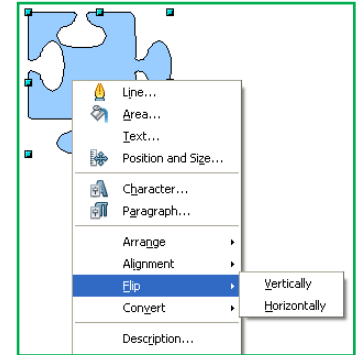 Line...
Area...
Text...
Position and Size...
Character...
Paragraph...
Arrange
Alignment
Flip
Vertically
Convert
Horizontally
Description...